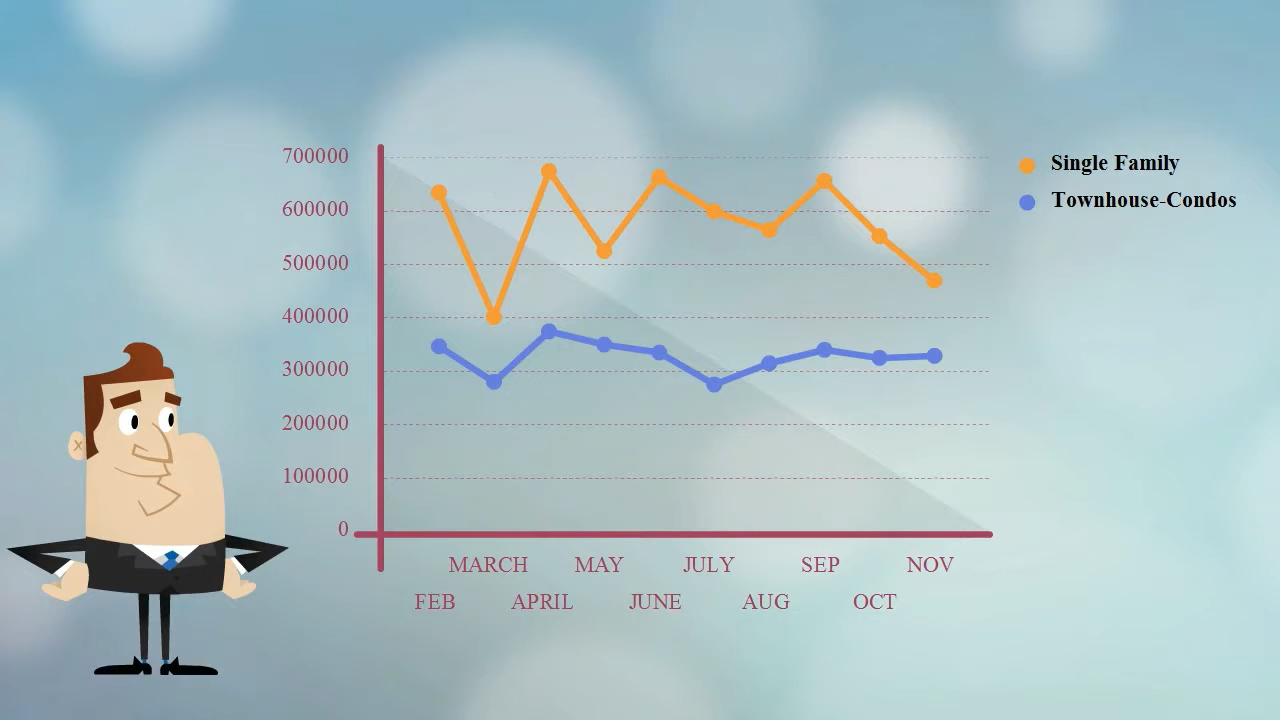 Single Family
Townhouse-Condos
700000
600000
500000
400000
300000
200000
100000
0
MARCH MAY JULY SEP NOV
FEB APRIL JUNE AUG OCT